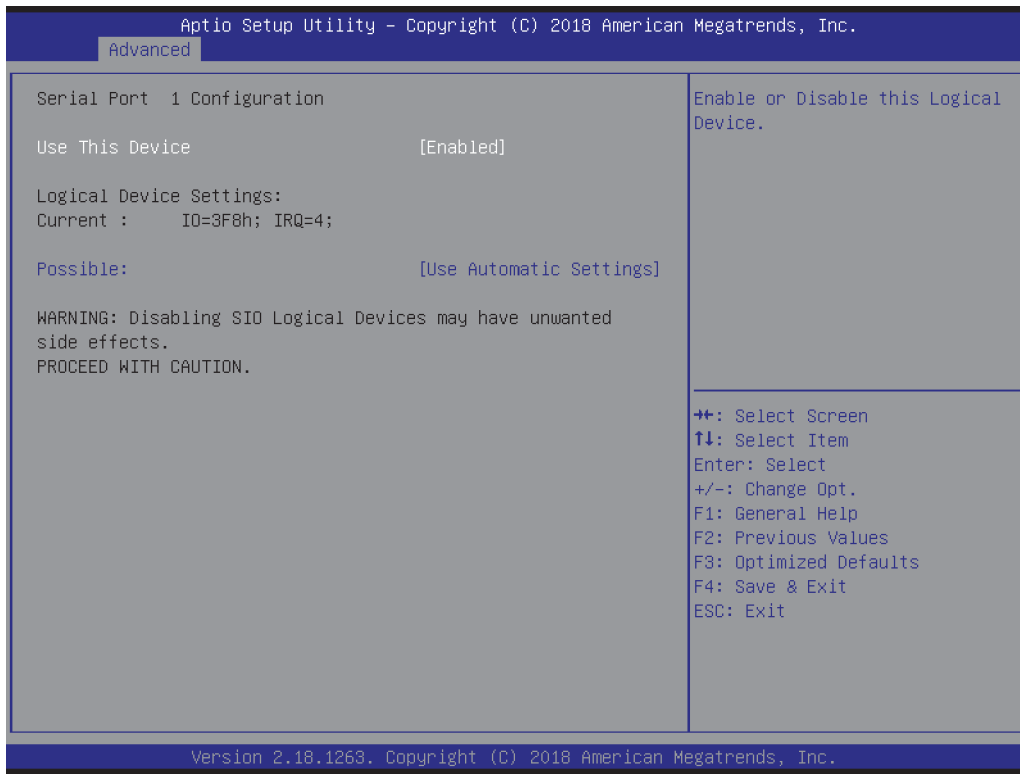 Aptio Setup Utility – Copyright (C) 2018 American Megatrends, Inc.
Advanced
Serial Port 1 Configuration
Use This Device [Enabled]
Logical Device Settings:
Current : IO=3F8h; IRQ=4;
Possible: [Use Automatic Settings]
WARNING: Disabling SIO Logical Devices may have unwanted
side effects.
PROCEED WITH CAUTION.
Enable or Disable this Logical
Device.
→←: Select Screen
↑↓: Select Item
Enter: Select
+/-: Change Opt.
F1: General Help
F2: Previous Values
F3: Optimized Defaults
F4: Save & Exit
ESC: Exit
Version 2.18.1263. Copyright (C) 2018 American Megatrends, Inc.